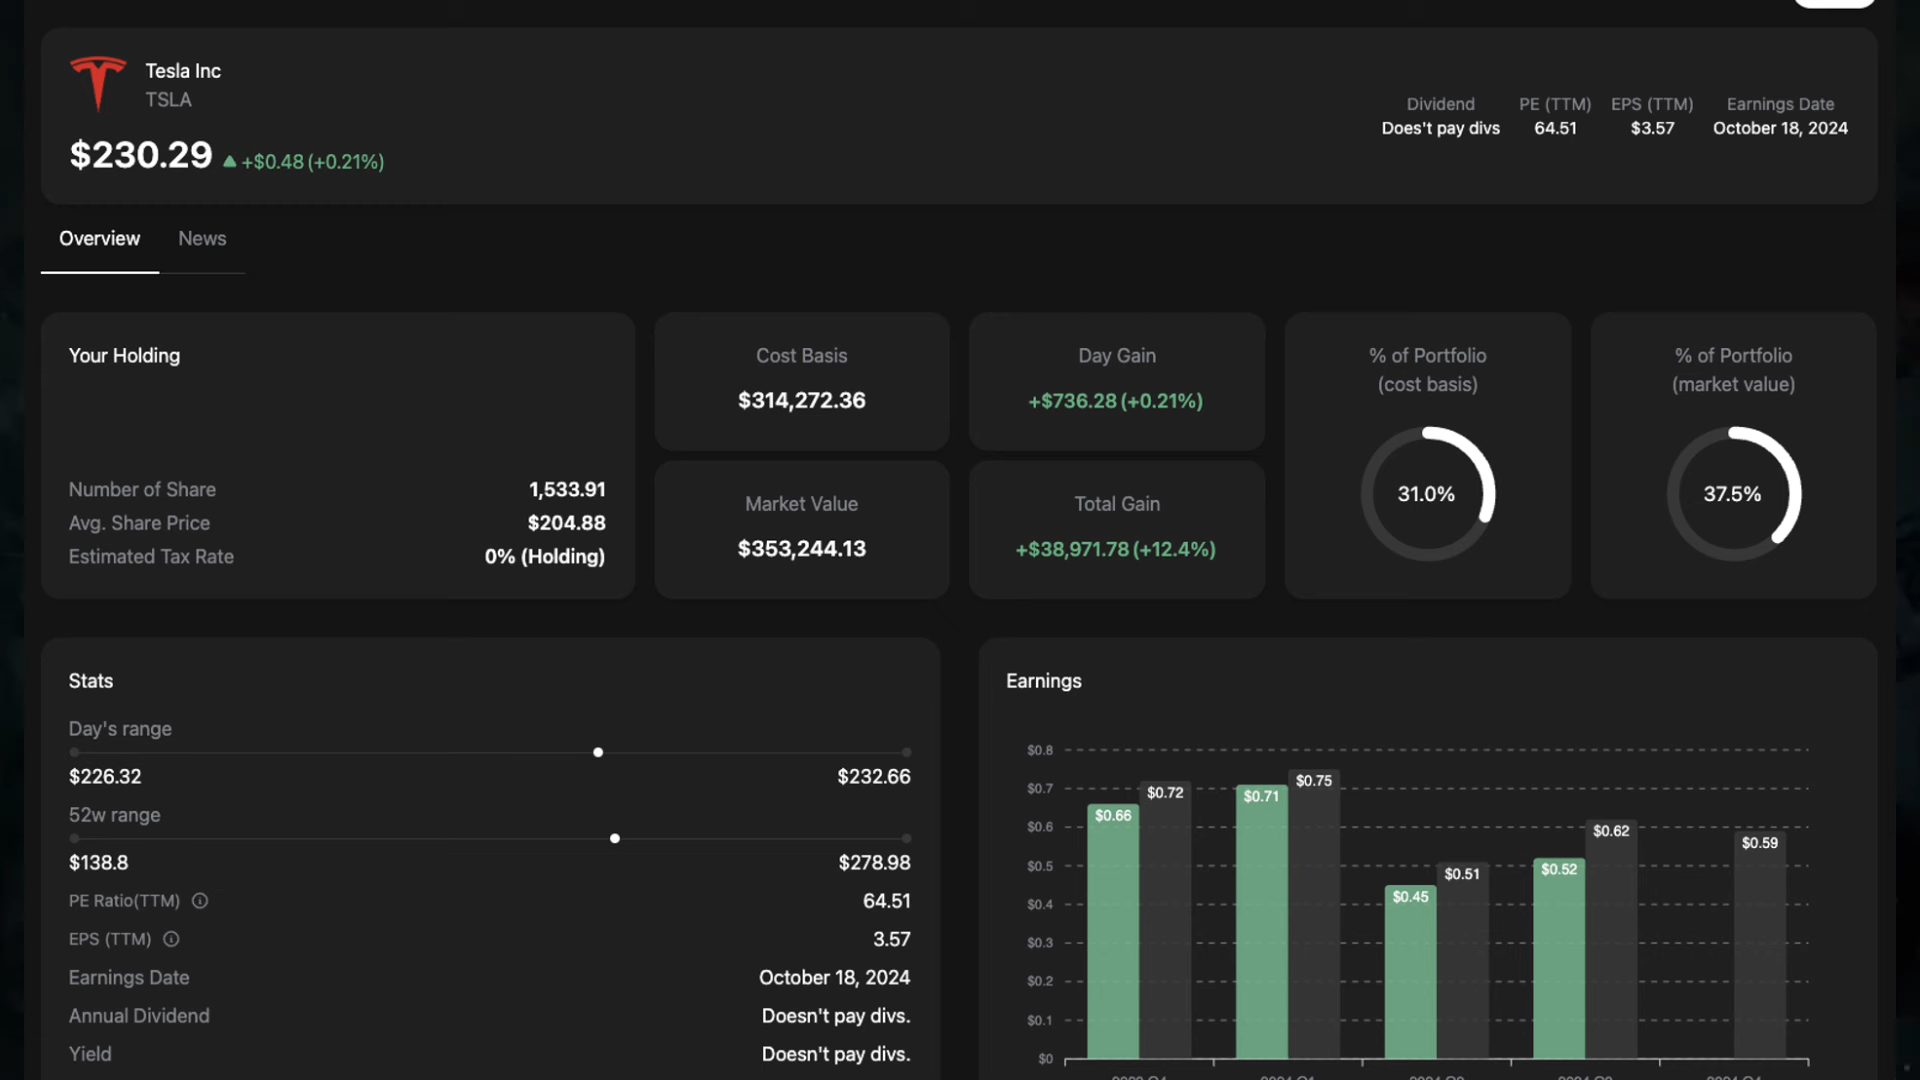 Tesla Inc
TSLA
$230.29 +$0.48 (+0.21%)
Dividend PE (TTM) EPS (TTM) Earnings Date
Does't pay divs 64.51 $3.57 October 18, 2024
Overview News
Your Holding
Number of Share 1,533.91
Avg. Share Price $204.88
Estimated Tax Rate 0% (Holding)
Cost Basis
$314,272.36
Day Gain
+$736.28 (+0.21%)
Market Value
$353,244.13
Total Gain
+$38,971.78 (+12.4%)
% of Portfolio
(cost basis)
31.0%
% of Portfolio
(market value)
37.5%
Stats
Day's range
$226.32 $232.66
52w range
$138.8 $278.98
PE Ratio(TTM) 64.51
EPS (TTM) 3.57
Earnings Date October 18, 2024
Annual Dividend Doesn't pay divs.
Yield Doesn't pay divs.
Earnings
$0.8
$0.7
$0.6
$0.5
$0.4
$0.3
$0.2
$0.1
$0
$0.66
$0.72
$0.71
$0.75
$0.45
$0.51
$0.52
$0.62
$0.59